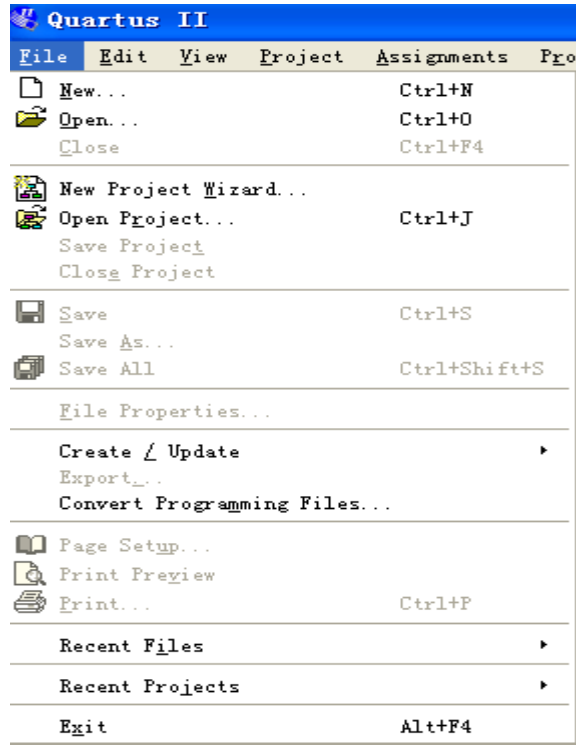 Quartus II
File Edit View Project Assignments Pro
New... Ctrl+N
Open... Ctrl+O
Close Ctrl+F4
New Project Wizard...
Open Project... Ctrl+J
Save Project
Close Project
Save Ctrl+S
Save As...
Save All Ctrl+Shift+S
File Properties...
Create / Update
Export...
Convert Programming Files...
Page Setup...
Print Preview
Print... Ctrl+P
Recent Files
Recent Projects
Exit Alt+F4